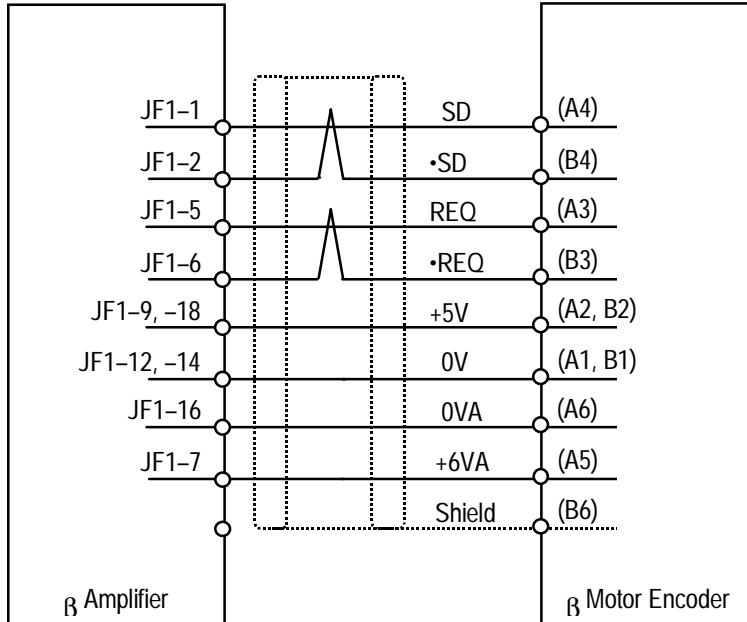 JF1–1 SD (A4)
JF1–2 •SD (B4)
JF1–5 REQ (A3)
JF1–6 •REQ (B3)
JF1–9, –18 +5V (A2, B2)
JF1–12, –14 0V (A1, B1)
JF1–16 0VA (A6)
JF1–7 +6VA (A5)
Shield (B6)
β Amplifier β Motor Encoder